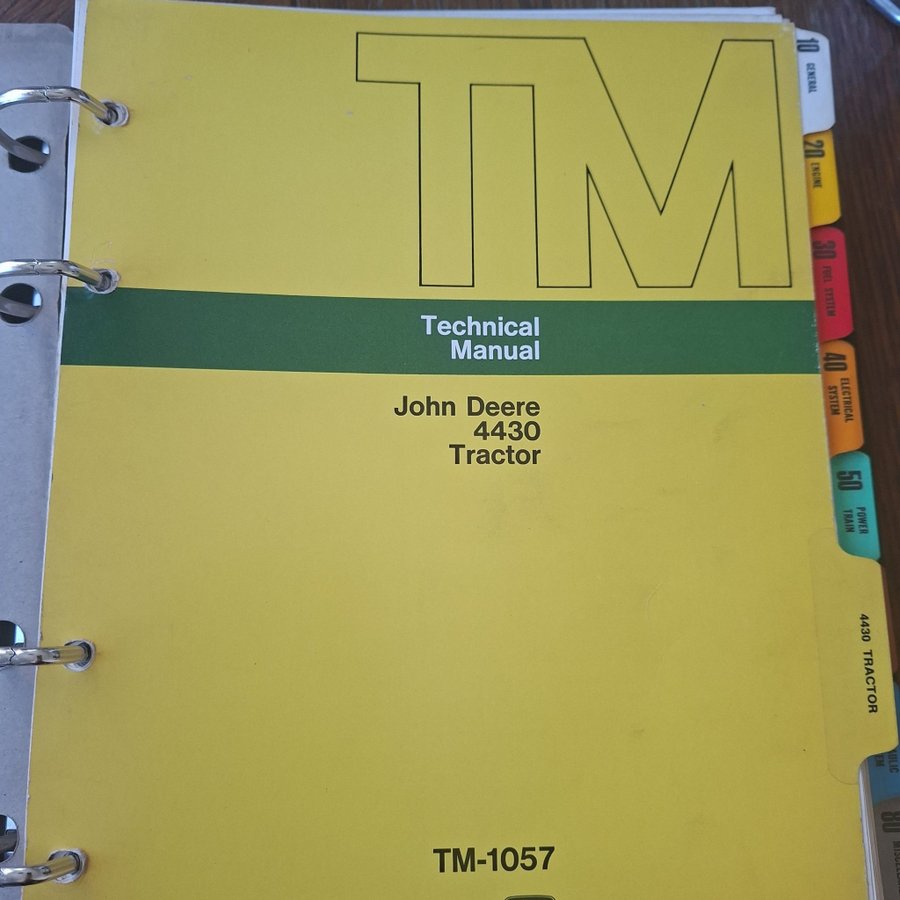 TM
Technical
Manual
John Deere
4430
Tractor
TM-1057
10 GENERAL
20 ENGINE
30 FUEL SYSTEM
40 ELECTRICAL
SYSTEM
50 POWER
TRAIN
4430 TRACTOR
80